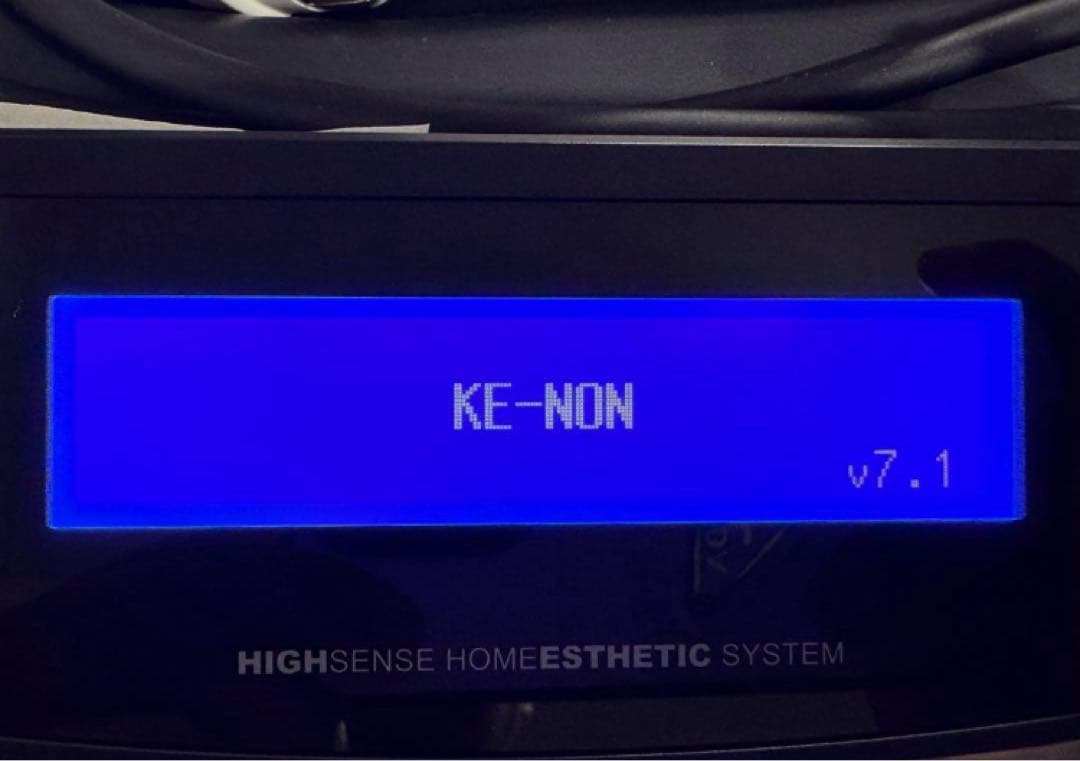 KE-NON
v7.1
HIGHSENSE HOMEESTHETIC SYSTEM